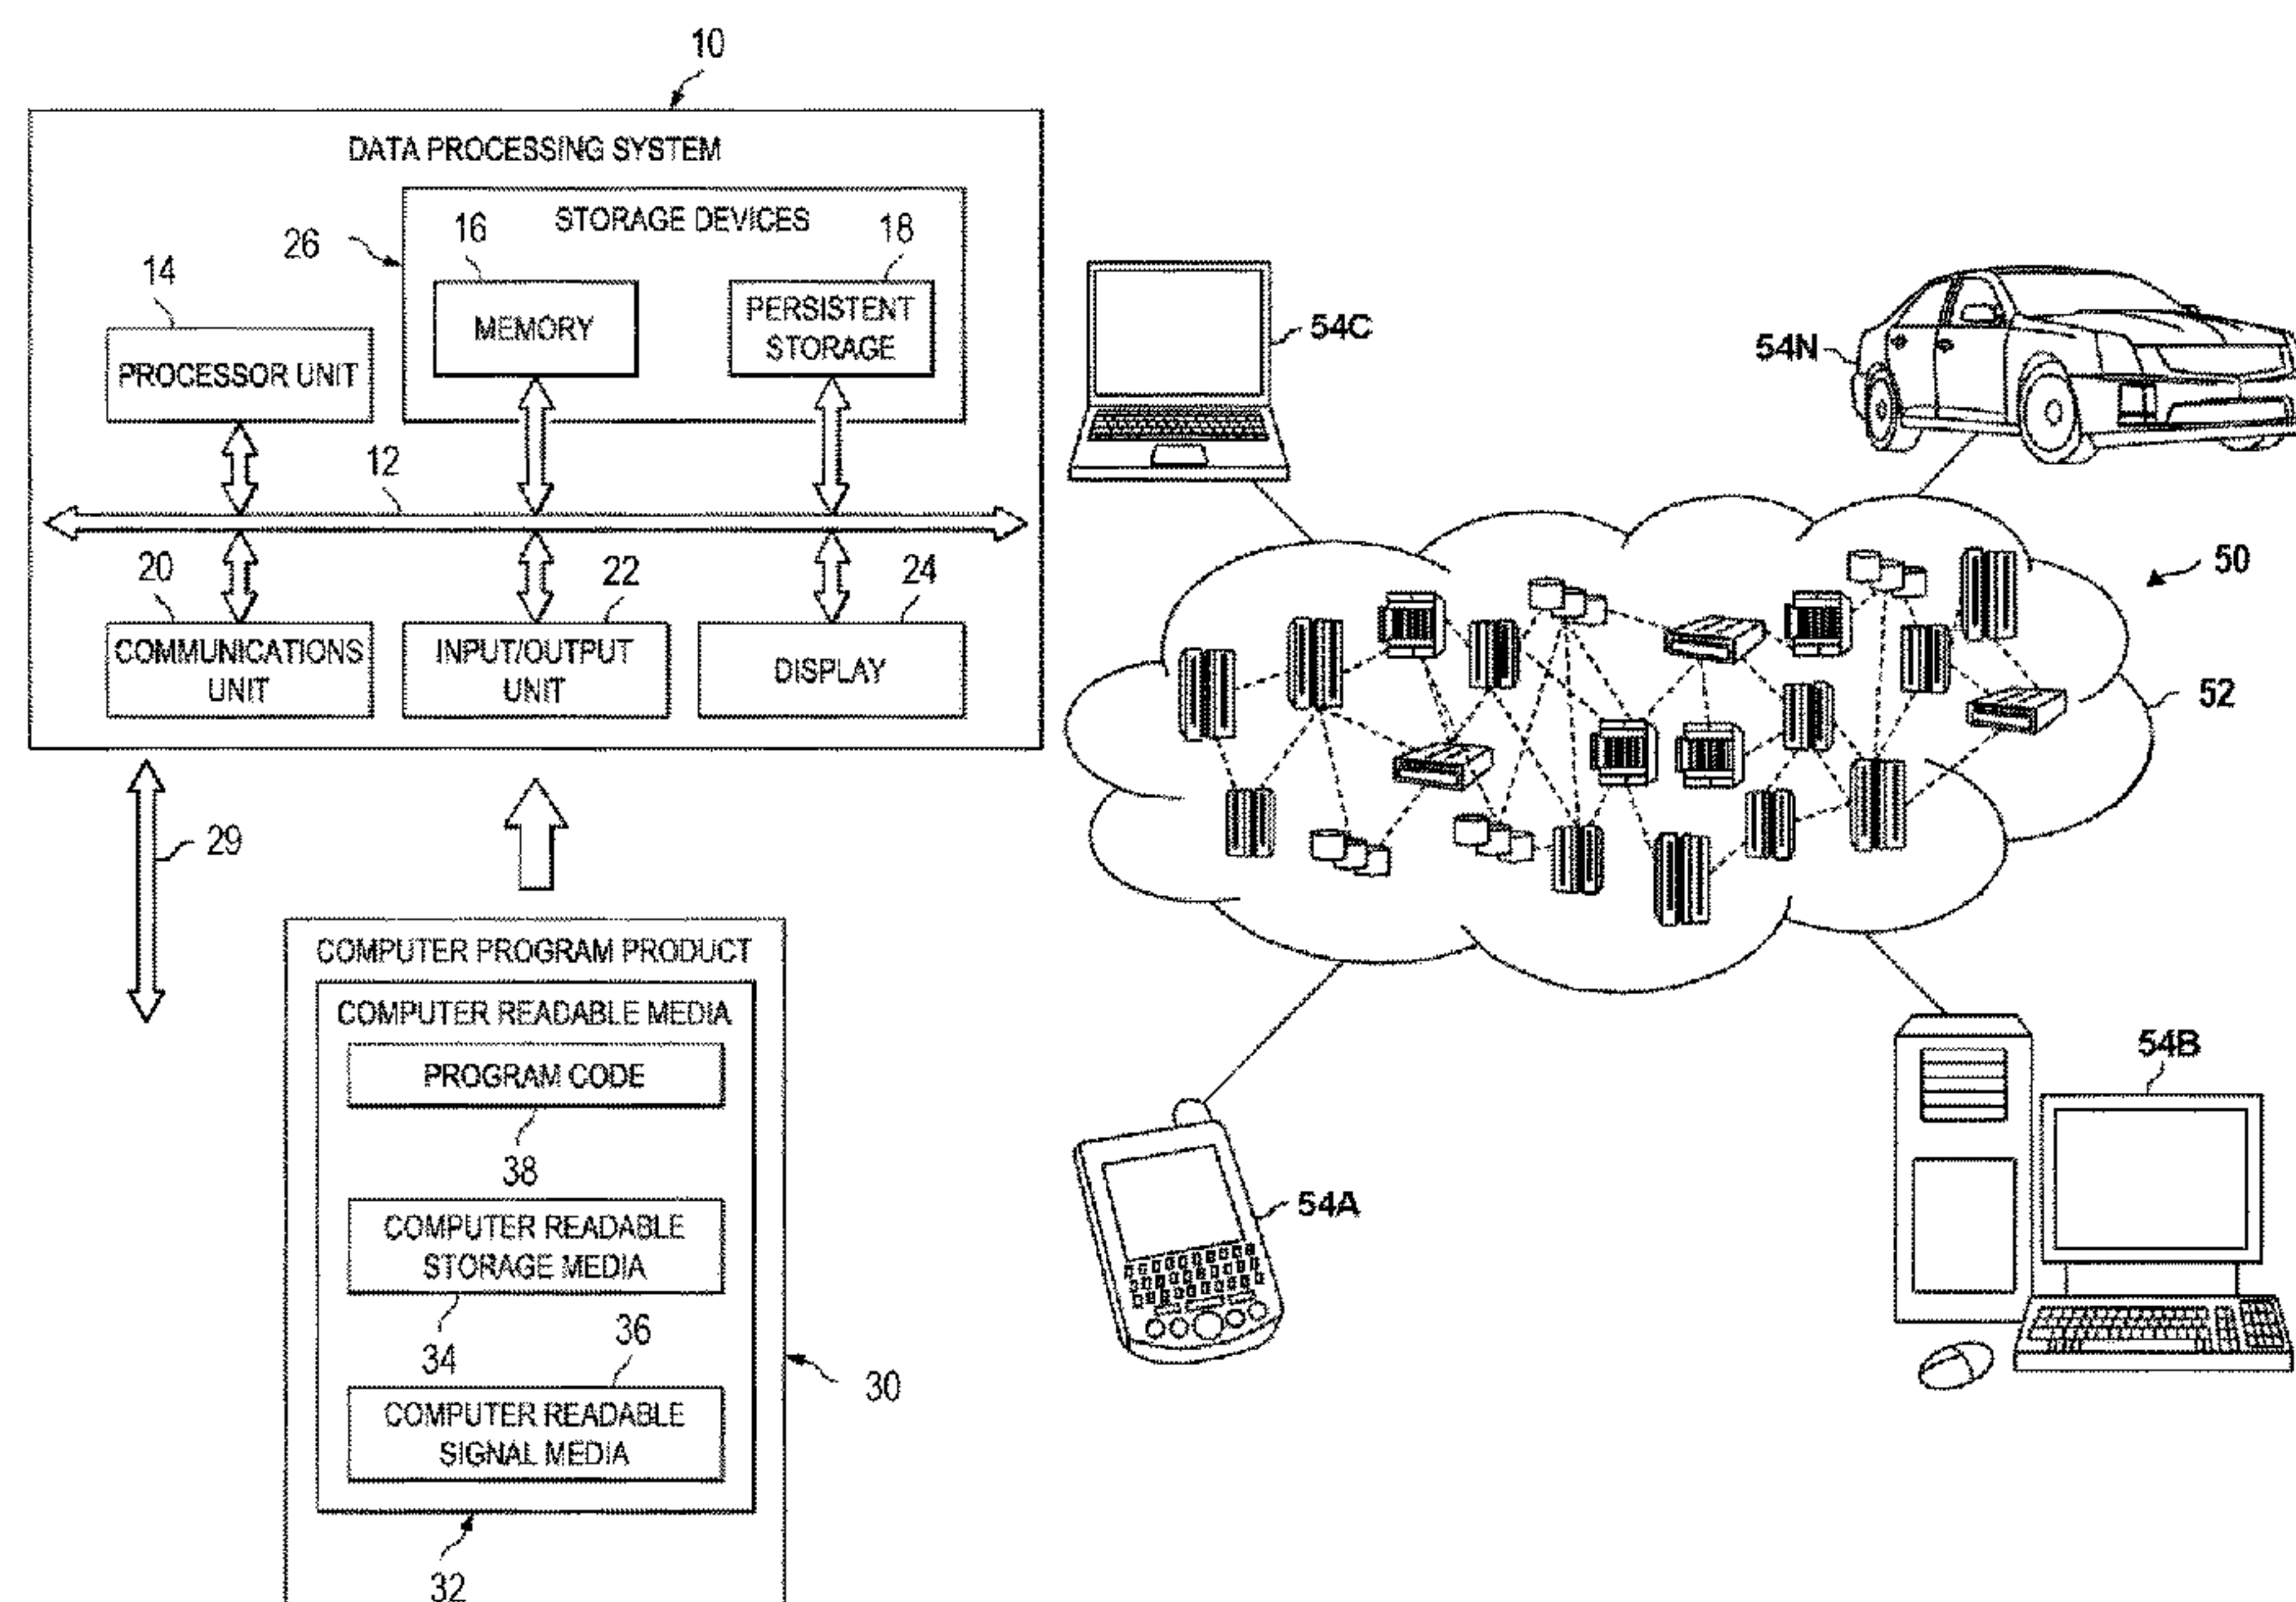 10
DATA PROCESSING SYSTEM
STORAGE DEVICES
16
18
26
14
MEMORY
PERSISTENT
STORAGE
PROCESSOR UNIT
12
20
22
24
COMMUNICATIONS
UNIT
INPUT/OUTPUT
UNIT
DISPLAY
29
COMPUTER PROGRAM PRODUCT
COMPUTER READABLE MEDIA
PROGRAM CODE
38
COMPUTER READABLE
STORAGE MEDIA
34
36
COMPUTER READABLE
SIGNAL MEDIA
30
32
54C
54N
50
52
54B
54A